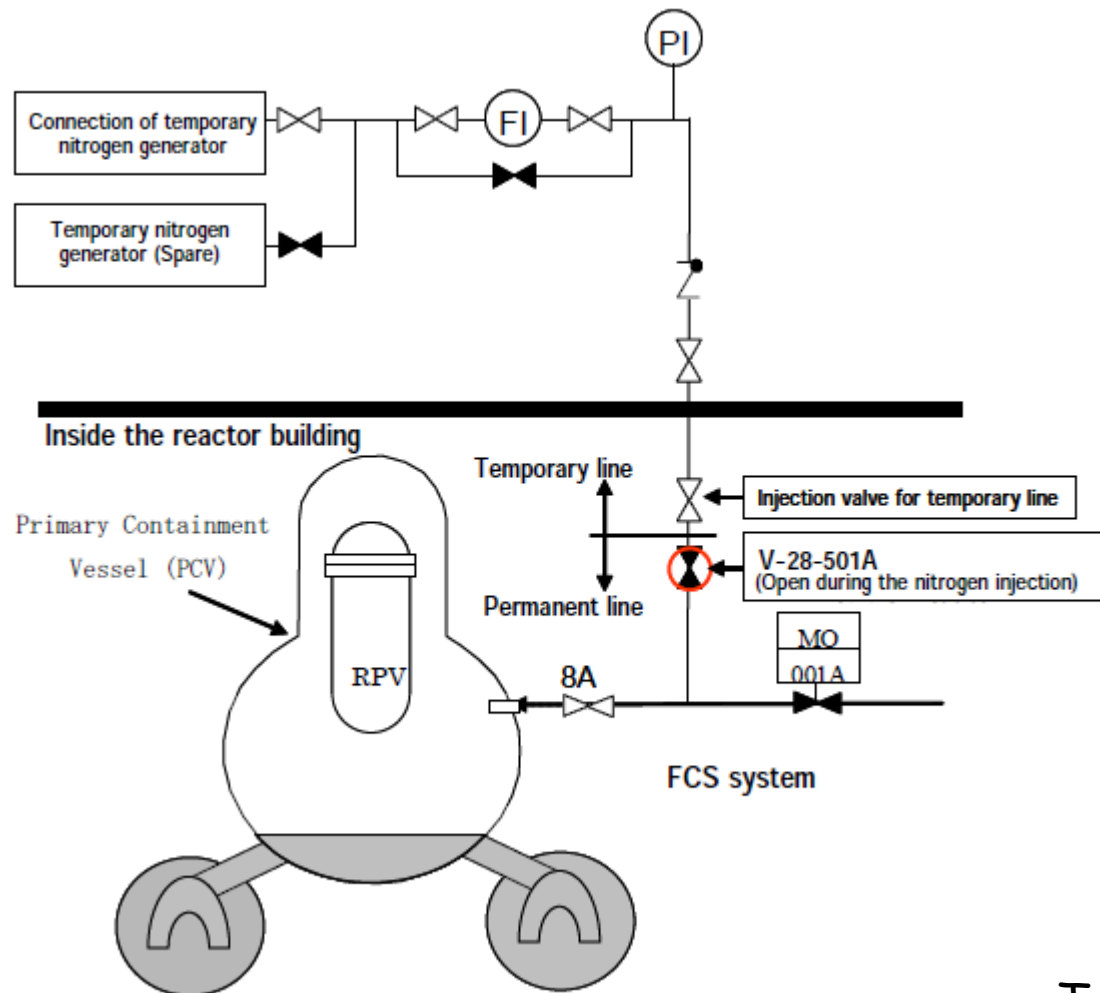 PI
Connection of temporary
nitrogen generator
FI
Temporary nitrogen
generator (Spare)
Inside the reactor building
Temporary line
Injection valve for temporary line
Primary Containment
Vessel (PCV)
V-28-501A
(Open during the nitrogen injection)
Permanent line
MO
001A
RPV
8A
FCS system